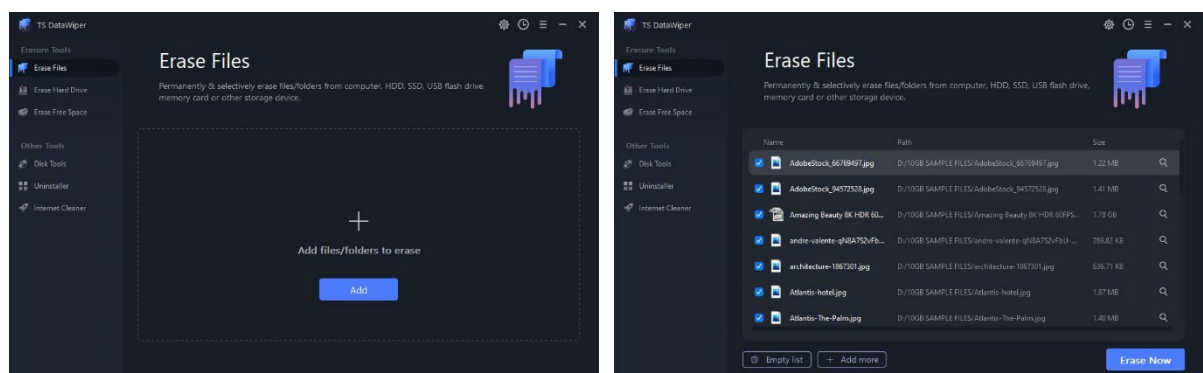 TS DataWiper
Erasure Tools
Erase Files
Erase Hard Drive
Erase Free Space
Other Tools
Disk Tools
Uninstaller
Internet Cleaner
Erase Files
Permanently & selectively erase files/folders from computer, HDD, SSD, USB flash drive,
memory card or other storage device.
Add files/folders to erase
Add
TS DataWiper
Erasure Tools
Erase Files
Erase Hard Drive
Erase Free Space
Other Tools
Disk Tools
Uninstaller
Internet Cleaner
Erase Files
Permanently & selectively erase files/folders from computer, HDD, SSD, USB flash drive,
memory card or other storage device.
Name Path Size
AdobeStock_66769497.jpg D:/10GB SAMPLE FILES/AdobeStock_66769497.jpg 1.22 MB
AdobeStock_94572528.jpg D:/10GB SAMPLE FILES/AdobeStock_94572528.jpg 1.41 MB
Amazing Beauty 8K HDR 60... D:/10GB SAMPLE FILES/Amazing Beauty 8K HDR 60FPS... 1.78 GB
andre-valente-qN8A7S2vFb... D:/10GB SAMPLE FILES/andre-valente-qN8A7S2vFbU-... 769.82 KB
architecture-1867301.jpg D:/10GB SAMPLE FILES/architecture-1867301.jpg 636.71 KB
Atlantis-hotel.jpg D:/10GB SAMPLE FILES/Atlantis-hotel.jpg 1.87 MB
Atlantis-The-Palm.jpg D:/10GB SAMPLE FILES/Atlantis-The-Palm.jpg 1.40 MB
Empty list + Add more Erase Now